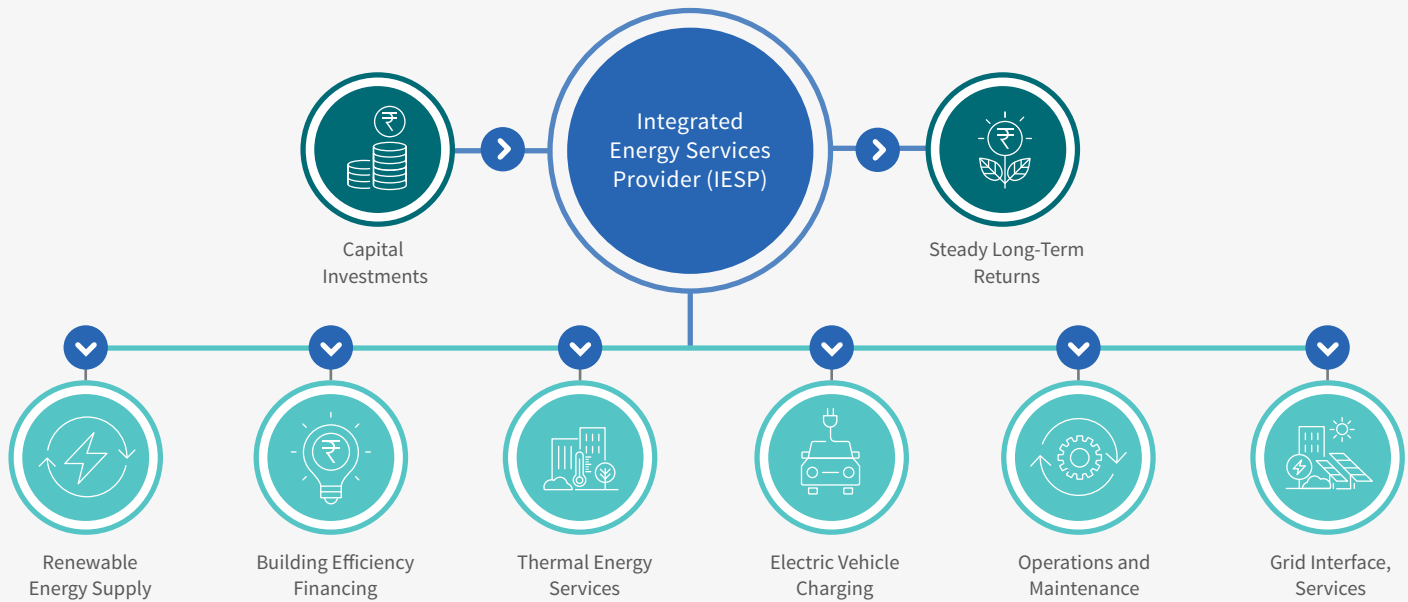 ₹
Integrated
Energy Services
Provider (IESP)
₹
Capital
Investments
Steady Long-Term
Returns
₹
Renewable
Energy Supply
Building Efficiency
Financing
Thermal Energy
Services
Electric Vehicle
Charging
Operations and
Maintenance
Grid Interface,
Services